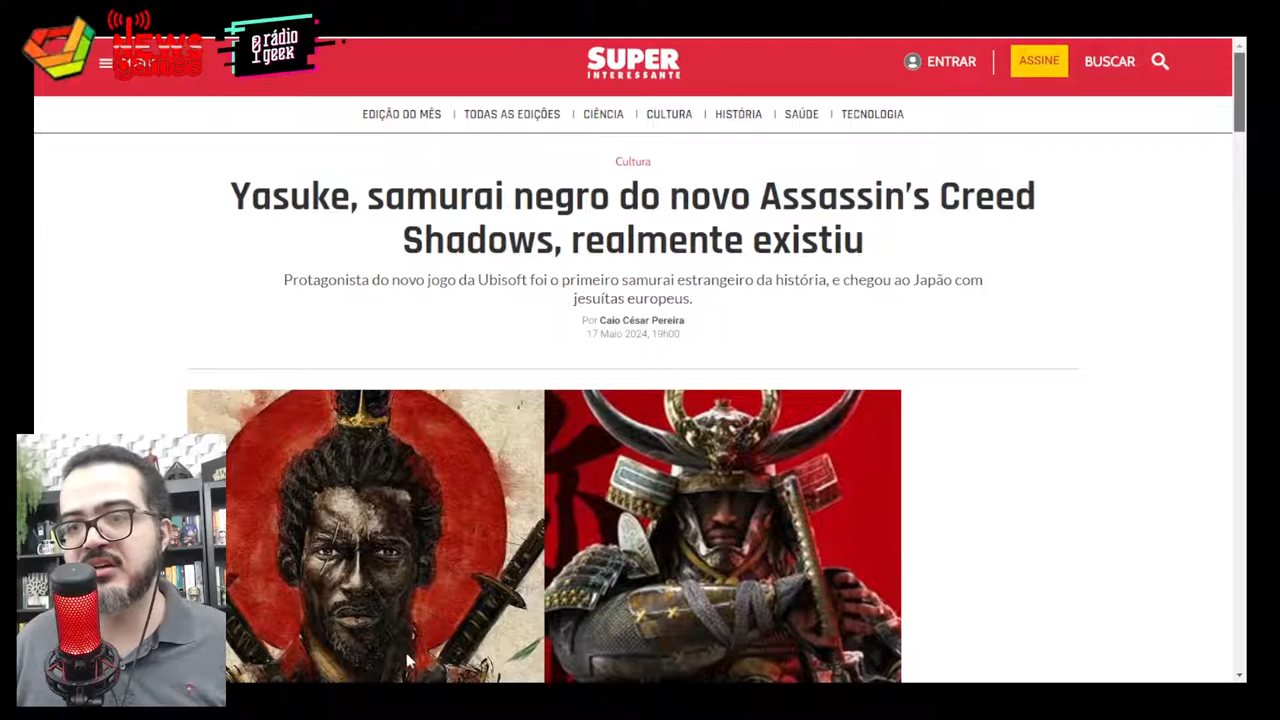 NEWS
games
rádio
geek
SUPER
INTERESSANTE
ENTRAR
ASSINE
BUSCAR
EDIÇÃO DO MÊS
TODAS AS EDIÇÕES
CIÊNCIA
CULTURA
HISTÓRIA
SAÚDE
TECNOLOGIA
Cultura
Yasuke, samurai negro do novo Assassin’s Creed
Shadows, realmente existiu
Protagonista do novo jogo da Ubisoft foi o primeiro samurai estrangeiro da história, e chegou ao Japão com
jesuítas europeus.
Por Caio César Pereira
17 Maio 2024, 19h00